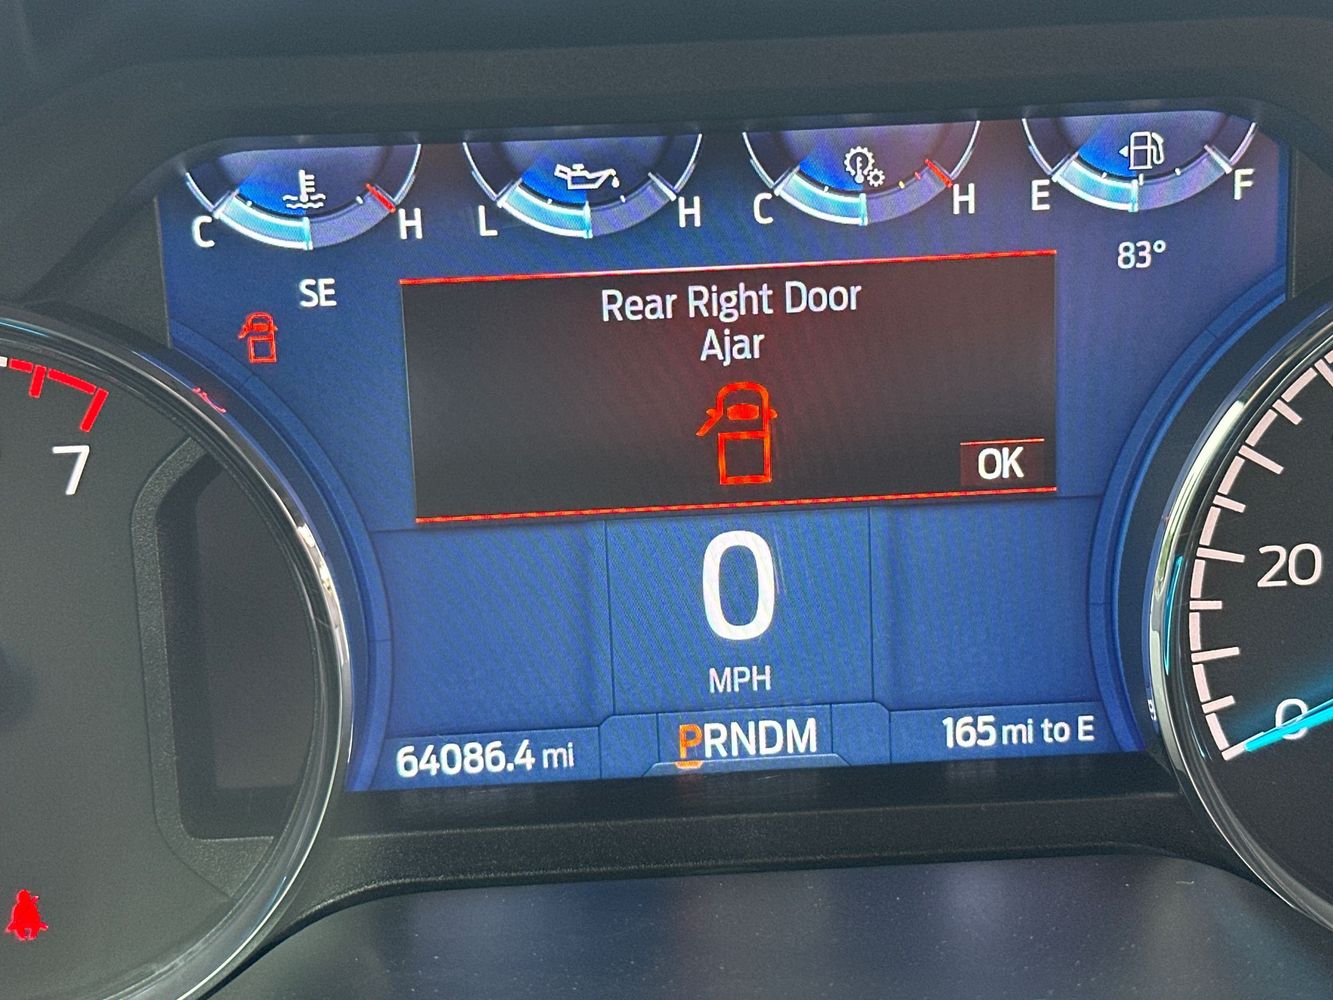 C H L H C H E F
SE
83°
Rear Right Door
Ajar
OK
7
0
MPH
20
0
64086.4 mi
PRNDM
165 mi to E